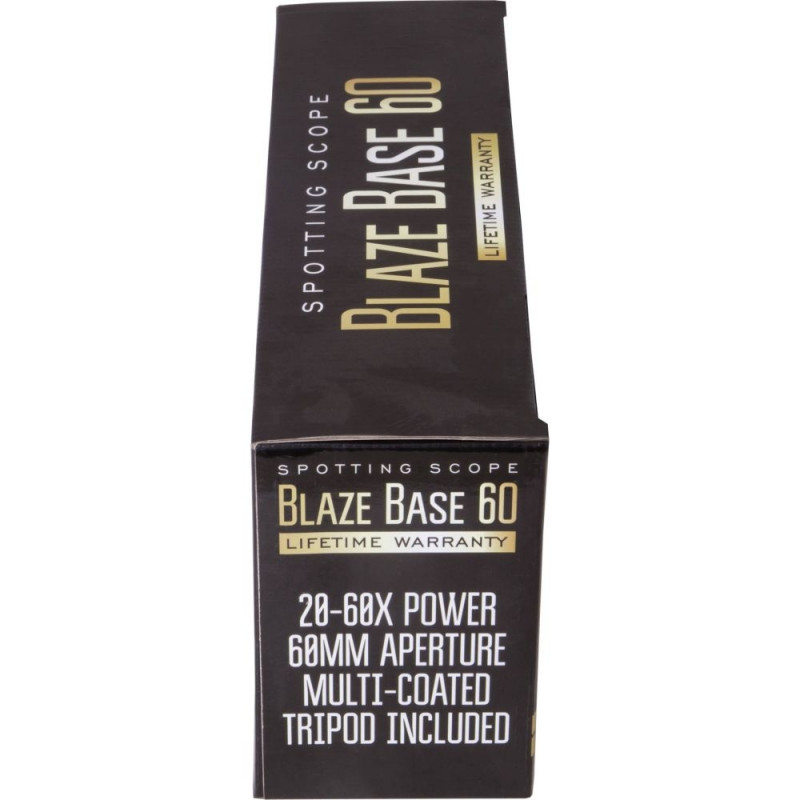 SPOTTING SCOPE
BLAZE BASE 60
LIFETIME WARRANTY
SPOTTING SCOPE
BLAZE BASE 60
LIFETIME WARRANTY
20-60X POWER
60MM APERTURE
MULTI-COATED
TRIPOD INCLUDED